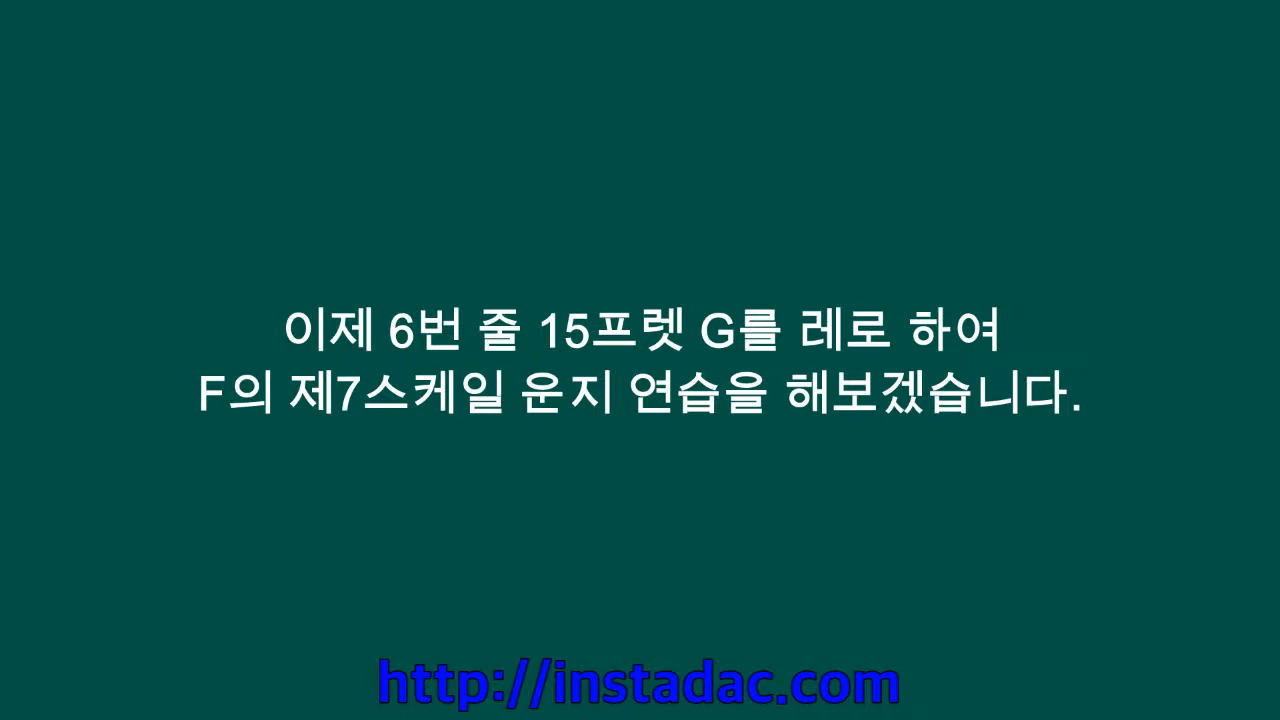 이제 6번 줄 15프렛 G를 레로 하여
F의 제7스케일 운지 연습을 해보겠습니다.
http://instadac.com